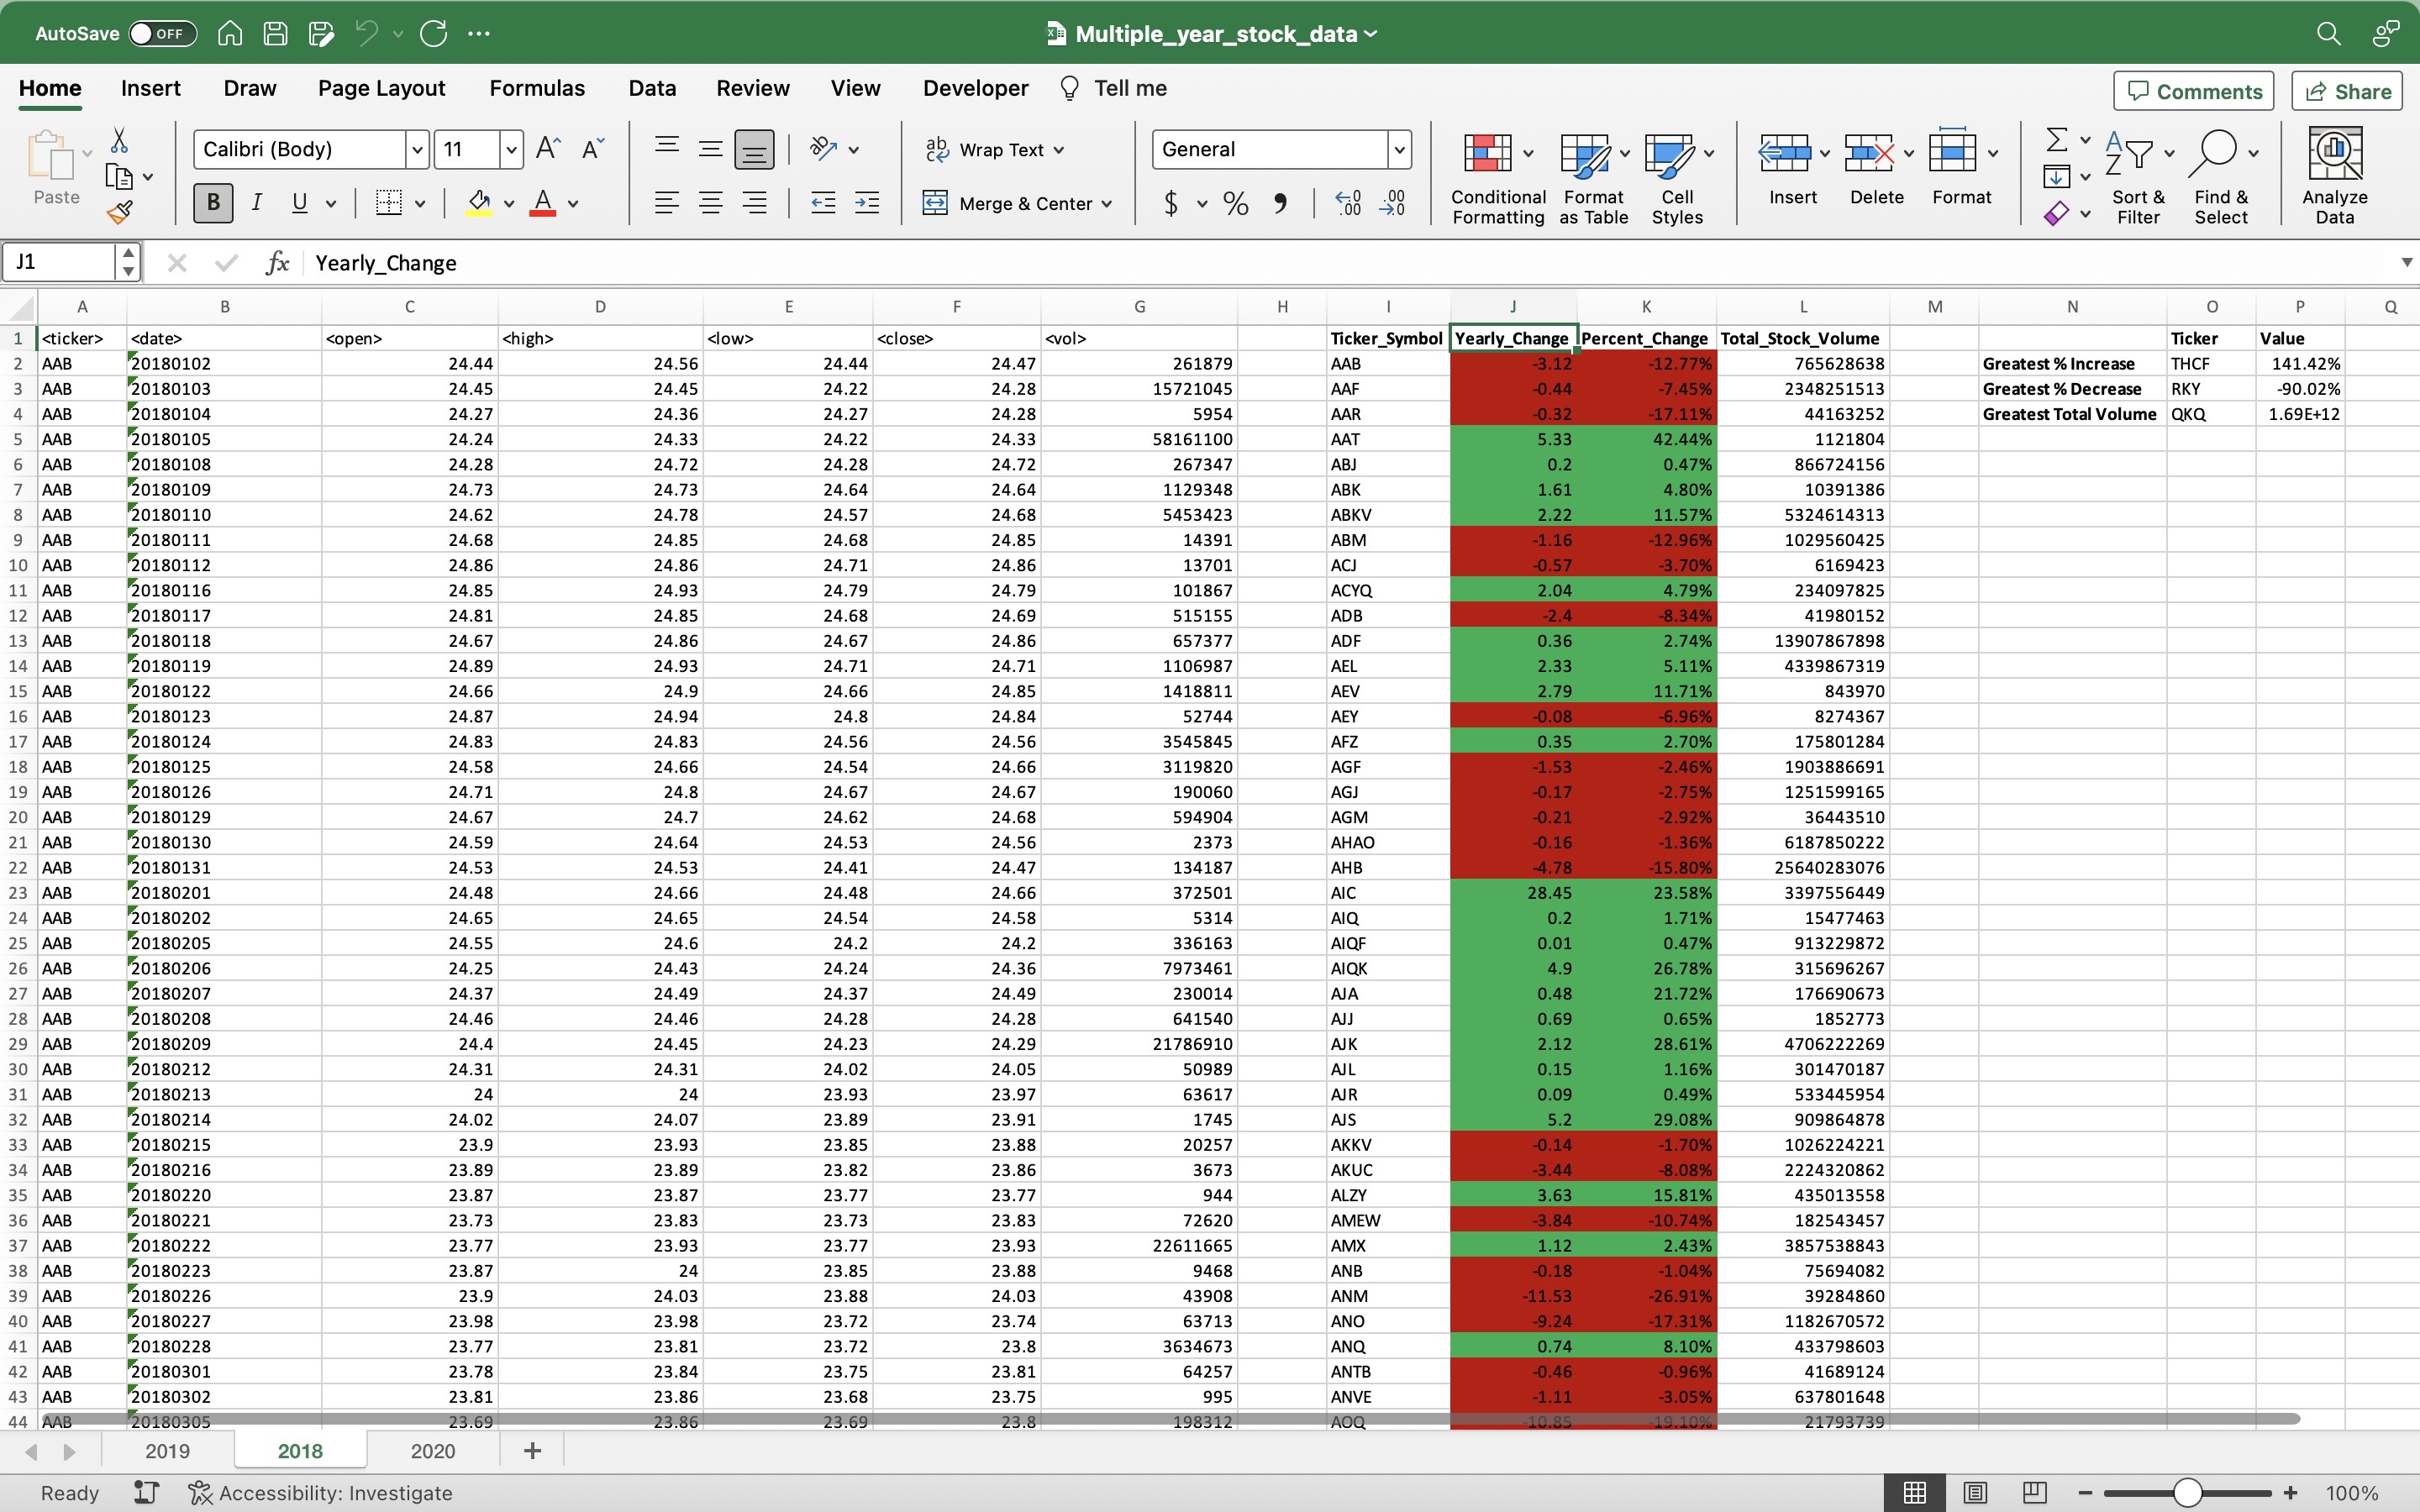 AutoSave OFF Multiple_year_stock_data
Home Insert Draw Page Layout Formulas Data Review View Developer Tell me Comments Share
Paste Calibri (Body) 11 A^ A˅ Wrap Text General Conditional Formatting Format as Table Cell Styles Insert Delete Format Sort & Filter Find & Select Analyze Data
B I U A Merge & Center $ % 9 .00 .00 .0
J1 fx Yearly_Change
A B C D E F G H I J K L M N O P Q
1 <ticker> <date> <open> <high> <low> <close> <vol> Ticker_Symbol Yearly_Change Percent_Change Total_Stock_Volume Ticker Value
2 AAB 20180102 24.44 24.56 24.44 24.47 261879 AAB -3.12 -12.77% 765628638 Greatest % Increase THCF 141.42%
3 AAB 20180103 24.45 24.45 24.22 24.28 15721045 AAF -0.44 -7.45% 2348251513 Greatest % Decrease RKY -90.02%
4 AAB 20180104 24.27 24.36 24.27 24.28 5954 AAR -0.32 -17.11% 44163252 Greatest Total Volume QKQ 1.69E+12
5 AAB 20180105 24.24 24.33 24.22 24.33 58161100 AAT 5.33 42.44% 1121804
6 AAB 20180108 24.28 24.72 24.28 24.72 267347 ABJ 0.2 0.47% 866724156
7 AAB 20180109 24.73 24.73 24.64 24.64 1129348 ABK 1.61 4.80% 10391386
8 AAB 20180110 24.62 24.78 24.57 24.68 5453423 ABKV 2.22 11.57% 5324614313
9 AAB 20180111 24.68 24.85 24.68 24.85 14391 ABM -1.16 -12.96% 1029560425
10 AAB 20180112 24.86 24.86 24.71 24.86 13701 ACJ -0.57 -3.70% 6169423
11 AAB 20180116 24.85 24.93 24.79 24.79 101867 ACYQ 2.04 4.79% 234097825
12 AAB 20180117 24.81 24.85 24.68 24.69 515155 ADB -2.4 -8.34% 41980152
13 AAB 20180118 24.67 24.86 24.67 24.86 657377 ADF 0.36 2.74% 13907867898
14 AAB 20180119 24.89 24.93 24.71 24.71 1106987 AEL 2.33 5.11% 4339867319
15 AAB 20180122 24.66 24.9 24.66 24.85 1418811 AEV 2.79 11.71% 843970
16 AAB 20180123 24.87 24.94 24.8 24.84 52744 AEY -0.08 -6.96% 8274367
17 AAB 20180124 24.83 24.83 24.56 24.56 3545845 AFZ 0.35 2.70% 175801284
18 AAB 20180125 24.58 24.66 24.54 24.66 3119820 AGF -1.53 -2.46% 1903886691
19 AAB 20180126 24.71 24.8 24.67 24.67 190060 AGJ -0.17 -2.75% 1251599165
20 AAB 20180129 24.67 24.7 24.62 24.68 594904 AGM -0.21 -2.92% 36443510
21 AAB 20180130 24.59 24.64 24.53 24.56 2373 AHAO -0.16 -1.36% 6187850222
22 AAB 20180131 24.53 24.53 24.41 24.47 134187 AHB -4.78 -15.80% 25640283076
23 AAB 20180201 24.48 24.66 24.48 24.66 372501 AIC 28.45 23.58% 3397556449
24 AAB 20180202 24.65 24.65 24.54 24.58 5314 AIQ 0.2 1.71% 15477463
25 AAB 20180205 24.55 24.6 24.2 24.2 336163 AIQF 0.01 0.47% 913229872
26 AAB 20180206 24.25 24.43 24.24 24.36 7973461 AIQK 4.9 26.78% 315696267
27 AAB 20180207 24.37 24.49 24.37 24.49 230014 AJA 0.48 21.72% 176690673
28 AAB 20180208 24.46 24.46 24.28 24.28 641540 AJJ 0.69 0.65% 1852773
29 AAB 20180209 24.4 24.45 24.23 24.29 21786910 AJK 2.12 28.61% 4706222269
30 AAB 20180212 24.31 24.31 24.02 24.05 50989 AJL 0.15 1.16% 301470187
31 AAB 20180213 24 24 23.93 23.97 63617 AJR 0.09 0.49% 533445954
32 AAB 20180214 24.02 24.07 23.89 23.91 1745 AJS 5.2 29.08% 909864878
33 AAB 20180215 23.9 23.93 23.85 23.88 20257 AKKV -0.14 -1.70% 1026224221
34 AAB 20180216 23.89 23.89 23.82 23.86 3673 AKUC -3.44 -8.08% 2224320862
35 AAB 20180220 23.87 23.87 23.77 23.77 944 ALZY 3.63 15.81% 435013558
36 AAB 20180221 23.73 23.83 23.73 23.83 72620 AMEW -3.84 -10.74% 182543457
37 AAB 20180222 23.77 23.93 23.77 23.93 22611665 AMX 1.12 2.43% 3857538843
38 AAB 20180223 23.87 24 23.85 23.88 9468 ANB -0.18 -1.04% 75694082
39 AAB 20180226 23.9 24.03 23.88 24.03 43908 ANM -11.53 -26.91% 39284860
40 AAB 20180227 23.98 23.98 23.72 23.74 63713 ANO -9.24 -17.31% 1182670572
41 AAB 20180228 23.77 23.81 23.72 23.8 3634673 ANQ 0.74 8.10% 433798603
42 AAB 20180301 23.78 23.84 23.75 23.81 64257 ANTB -0.46 -0.96% 41689124
43 AAB 20180302 23.81 23.86 23.68 23.75 995 ANVE -1.11 -3.05% 637801648
44 AAB 20180305 23.69 23.86 23.69 23.8 198312 AOQ -10.85 -19.10% 21793739
2019 2018 2020 +
Ready Accessibility: Investigate 100%